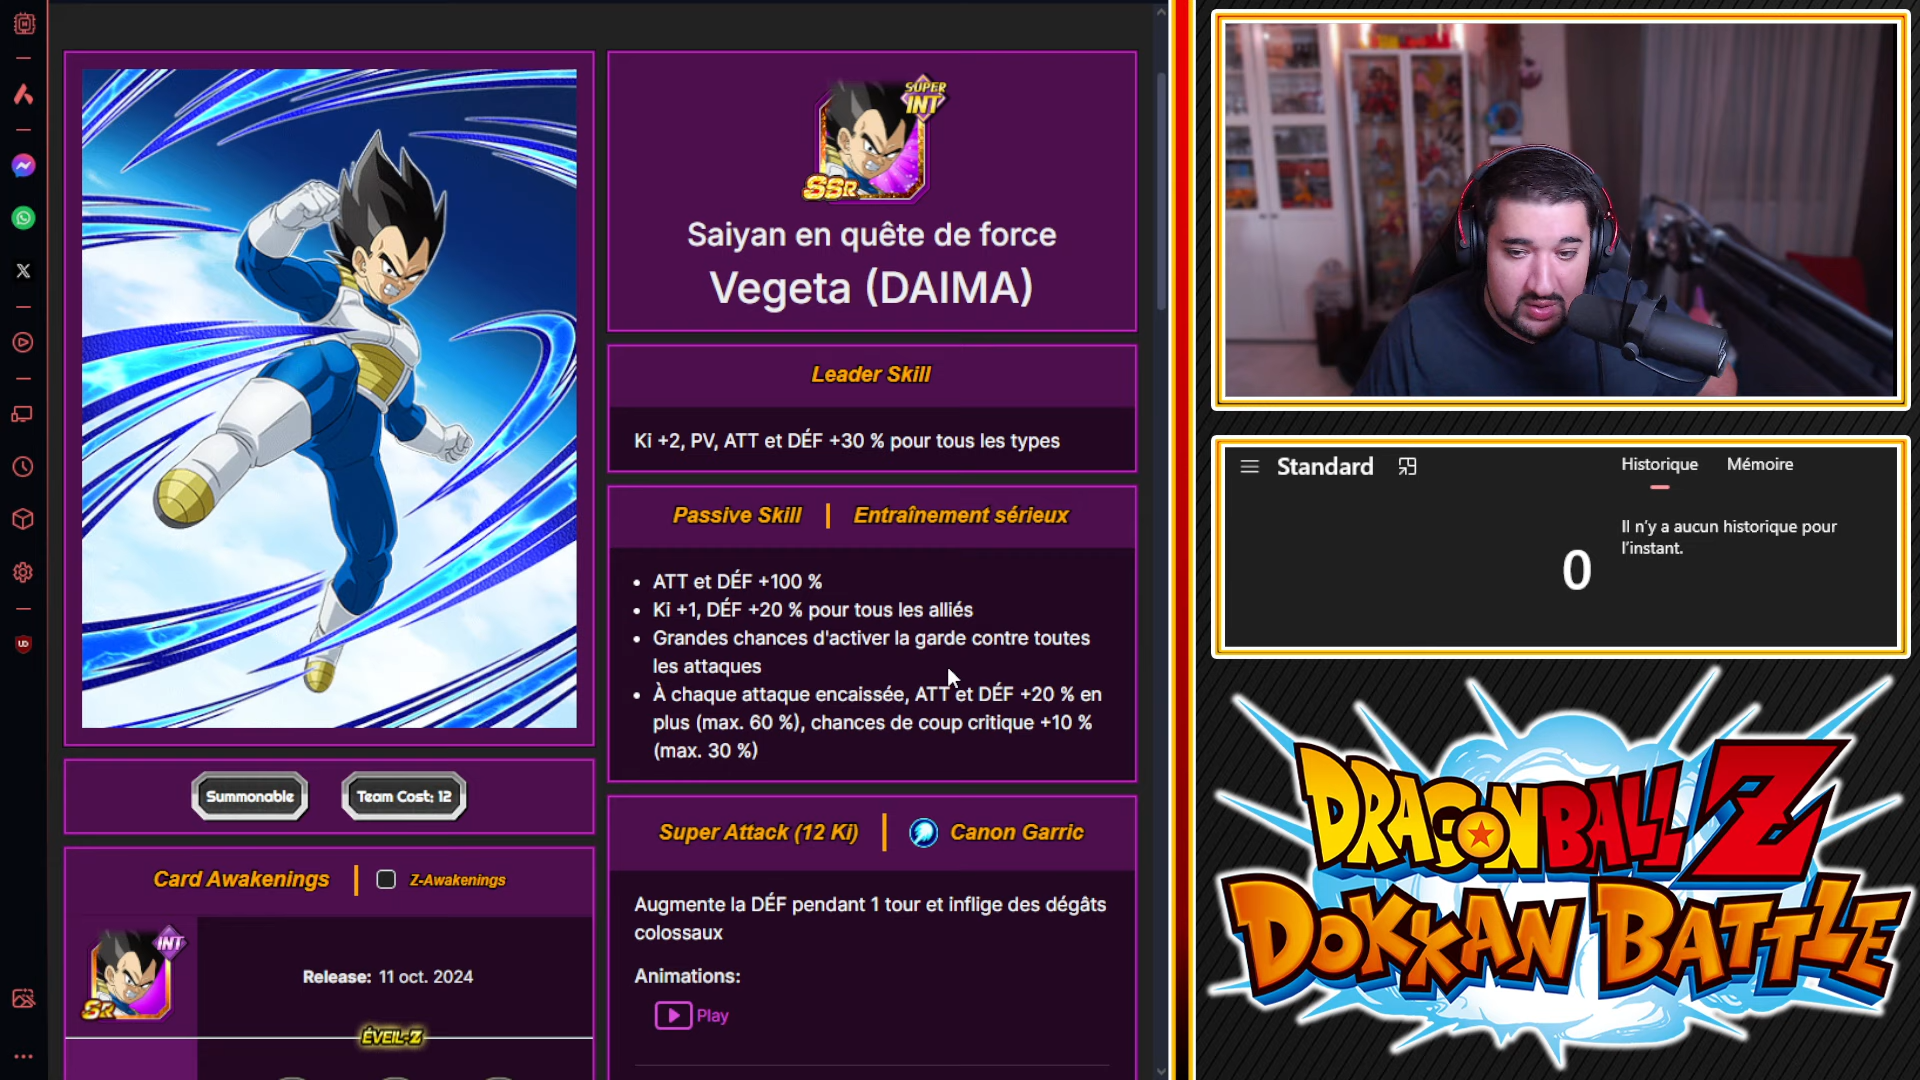 SUPER
INT
SSR
Saiyan en quête de force
Vegeta (DAIMA)
Leader Skill
Ki +2, PV, ATT et DÉF +30 % pour tous les types
Passive Skill | Entraînement sérieux
• ATT et DÉF +100 %
• Ki +1, DÉF +20 % pour tous les alliés
• Grandes chances d'activer la garde contre toutes
les attaques
• À chaque attaque encaissée, ATT et DÉF +20 % en
plus (max. 60 %), chances de coup critique +10 %
(max. 30 %)
Summonable
Team Cost: 12
Super Attack (12 Ki) | Canon Garric
Augmente la DÉF pendant 1 tour et inflige des dégâts
colossaux
Animations:
Play
Card Awakenings | Z-Awakenings
INT
SR
Release: 11 oct. 2024
ÉVEIL-Z
Standard
Historique
Mémoire
Il n'y a aucun historique pour
l'instant.
0
DRAGONBALL Z
DOKKAN BATTLE